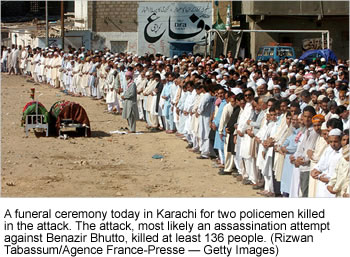 A funeral ceremony today in Karachi for two policemen killed
in the attack. The attack, most likely an assassination attempt
against Benazir Bhutto, killed at least 136 people. (Rizwan
Tabassum/Agence France-Presse — Getty Images)